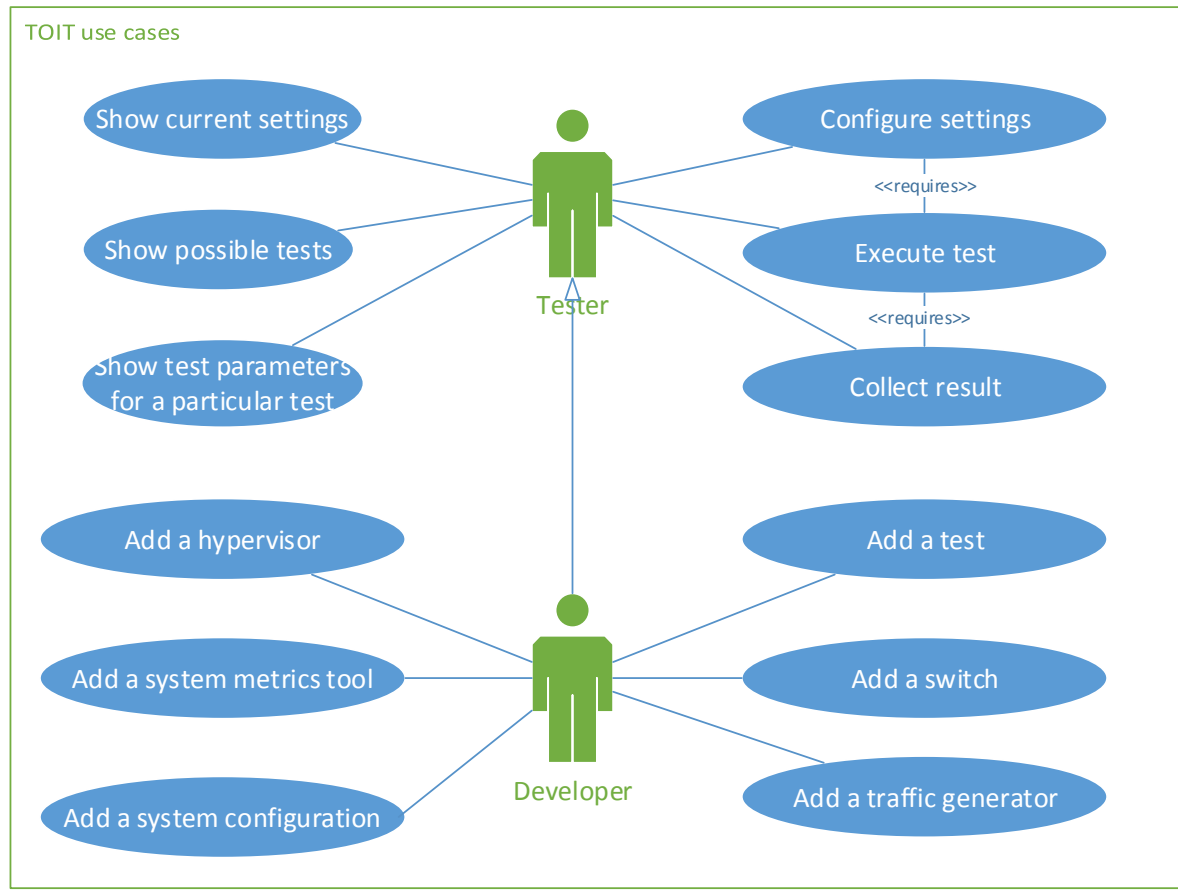 TOIT use cases
Show current settings
Configure settings
<<requires>>
Show possible tests
Execute test
Tester
<<requires>>
Show test parameters
for a particular test
Collect result
Add a hypervisor
Add a test
Add a system metrics tool
Add a switch
Developer
Add a system configuration
Add a traffic generator